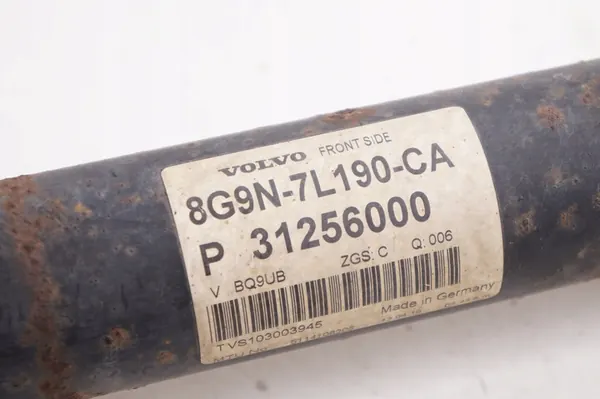 VOLVO FRONT SIDE
8G9N-7L190-CA
P 31256000
V BQ9UB ZGS: C Q: 006
TVS103003945 Made in Germany